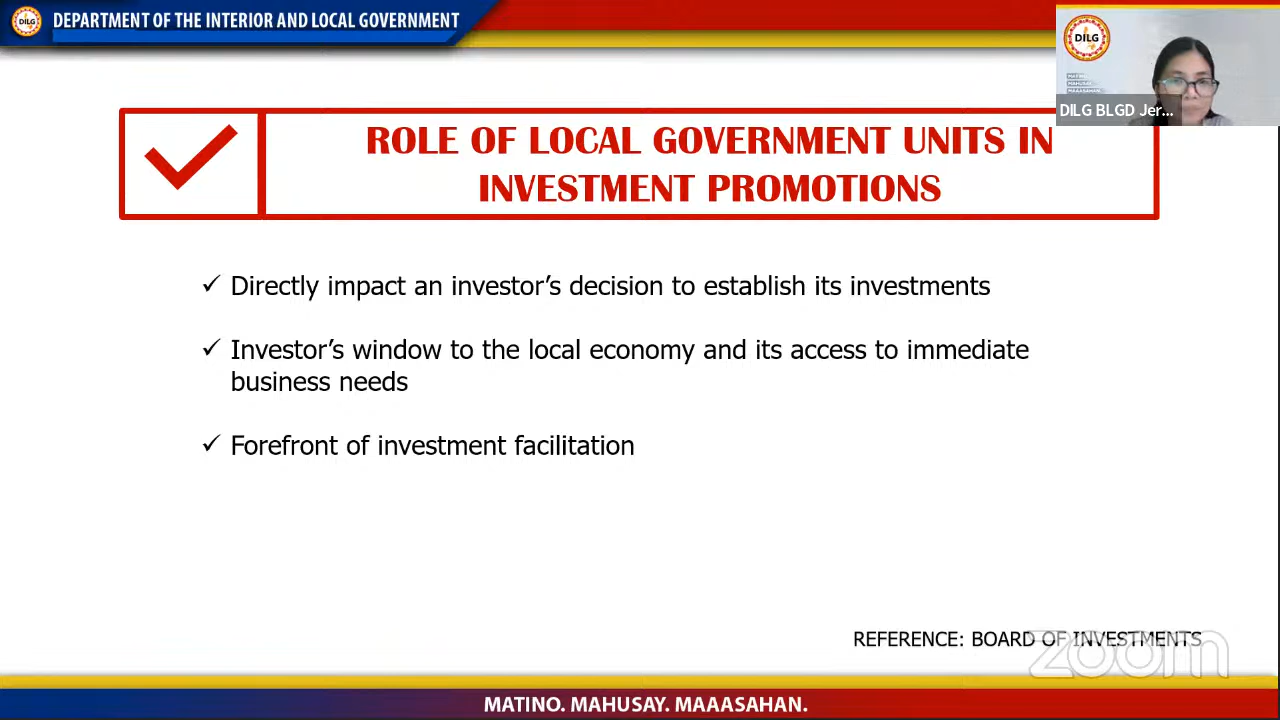 DILG
DEPARTMENT OF THE INTERIOR AND LOCAL GOVERNMENT
DILG
DILG BLGD Jer...
ROLE OF LOCAL GOVERNMENT UNITS IN
INVESTMENT PROMOTIONS
✓ Directly impact an investor’s decision to establish its investments
✓ Investor’s window to the local economy and its access to immediate
business needs
✓ Forefront of investment facilitation
REFERENCE: BOARD OF INVESTMENTS
zoom
MATINO. MAHUSAY. MAAASAHAN.